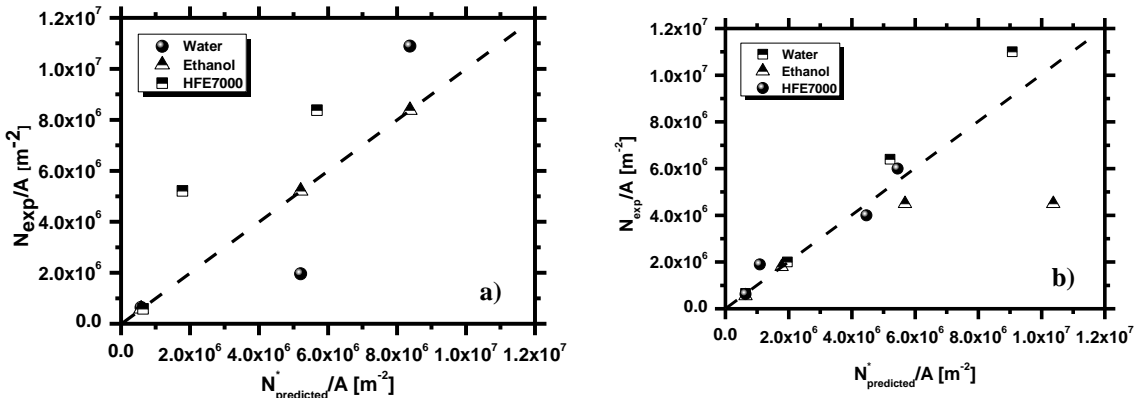 1.2x10⁷
1.0x10⁷
8.0x10⁶
6.0x10⁶
4.0x10⁶
2.0x10⁶
0.0
N_exp/A [m⁻²]
Water
Ethanol
HFE7000
a)
0.0 2.0x10⁶ 4.0x10⁶ 6.0x10⁶ 8.0x10⁶ 1.0x10⁷ 1.2x10⁷
N*_predicted/A [m⁻²]
1.2x10⁷
1.0x10⁷
8.0x10⁶
6.0x10⁶
4.0x10⁶
2.0x10⁶
0.0
N_exp/A [m⁻²]
Water
Ethanol
HFE7000
b)
0.0 2.0x10⁶ 4.0x10⁶ 6.0x10⁶ 8.0x10⁶ 1.0x10⁷ 1.2x10⁷
N*_predicted/A [m⁻²]